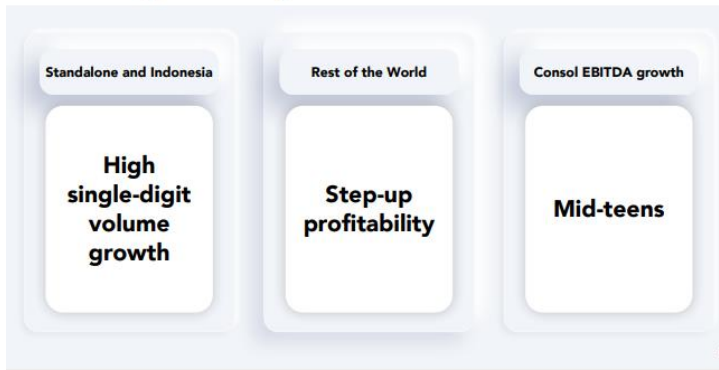 Standalone and Indonesia
High
single-digit
volume
growth
Rest of the World
Step-up
profitability
Consol EBITDA growth
Mid-teens